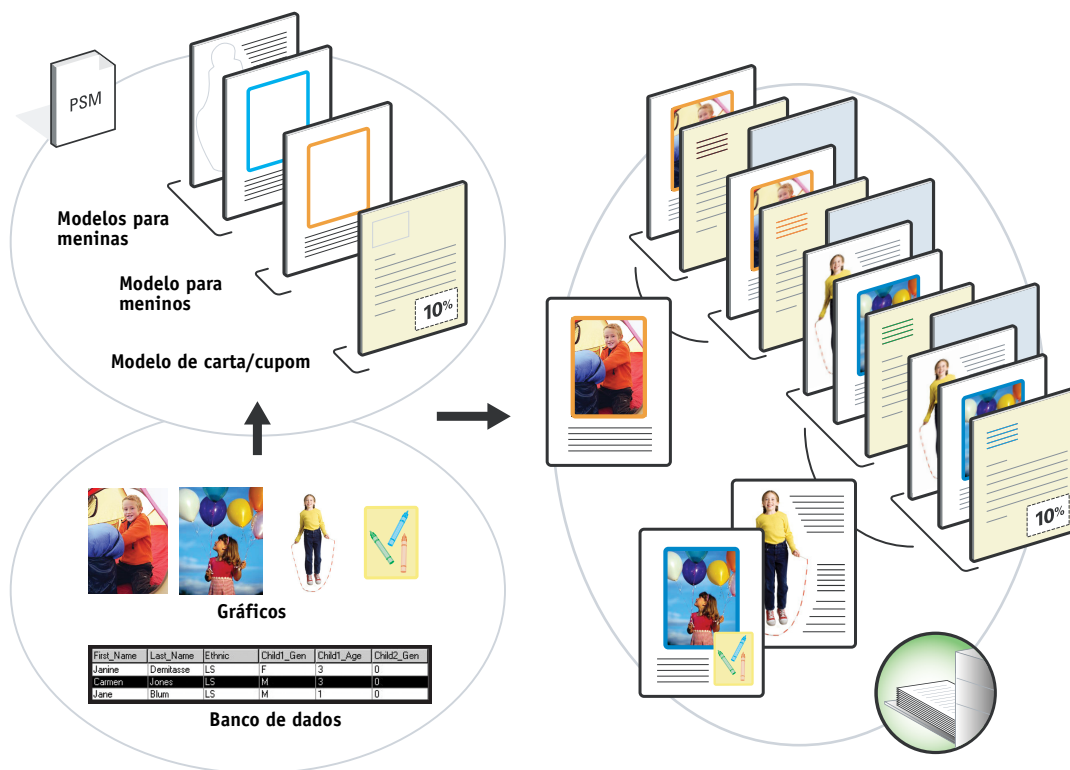 PSM
Modelos para
meninas
Modelo para
meninos
10%
Modelo de carta/cupom
Gráficos
First_Name Last_Name Ethnic Child1_Gen Child1_Age Child2_Gen
Janine Demitasse LS F 3 0
Carmen Jones LS M 3 0
Jane Blum LS M 1 0
Banco de dados
10%